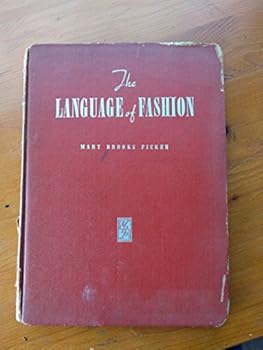 The
LANGUAGE of FASHION
MARY BROOKS PICKEN